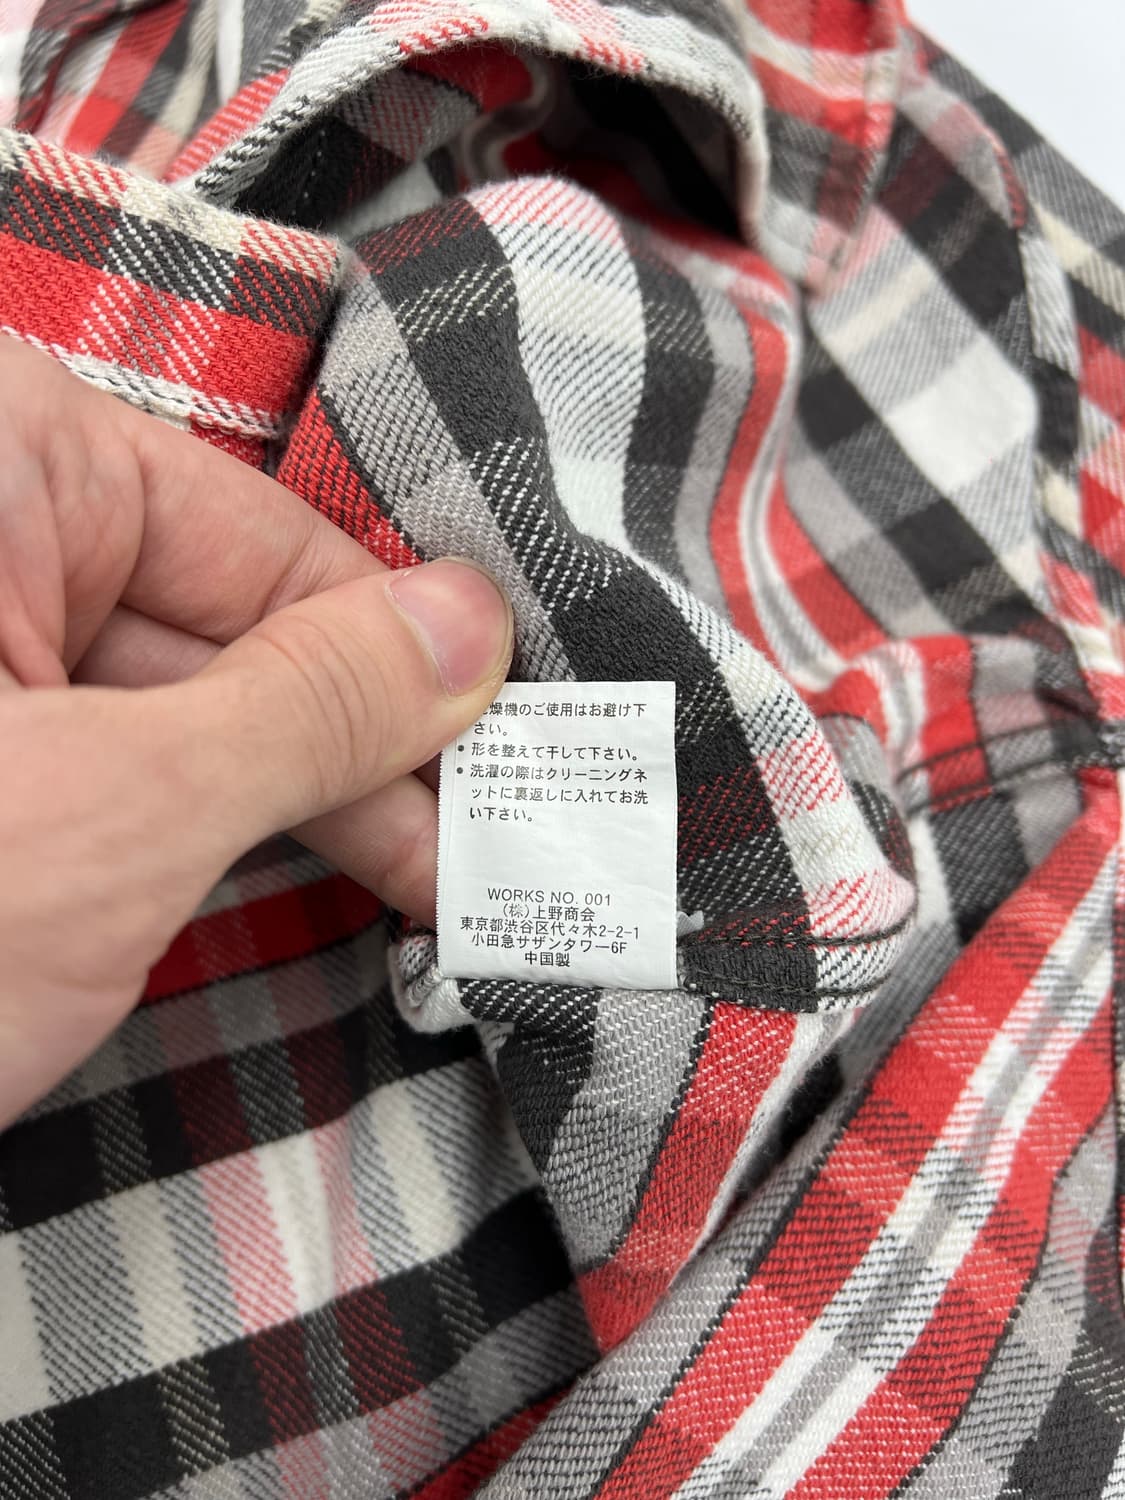 燥機のご使用はお避け下
さい。
• 形を整えて干して下さい。
• 洗濯の際はクリーニングネ
ットに裏返しに入れてお洗
い下さい。
WORKS NO. 001
(株)上野商会
東京都渋谷区代々木2-2-1
小田急サザンタワー6F
中国製